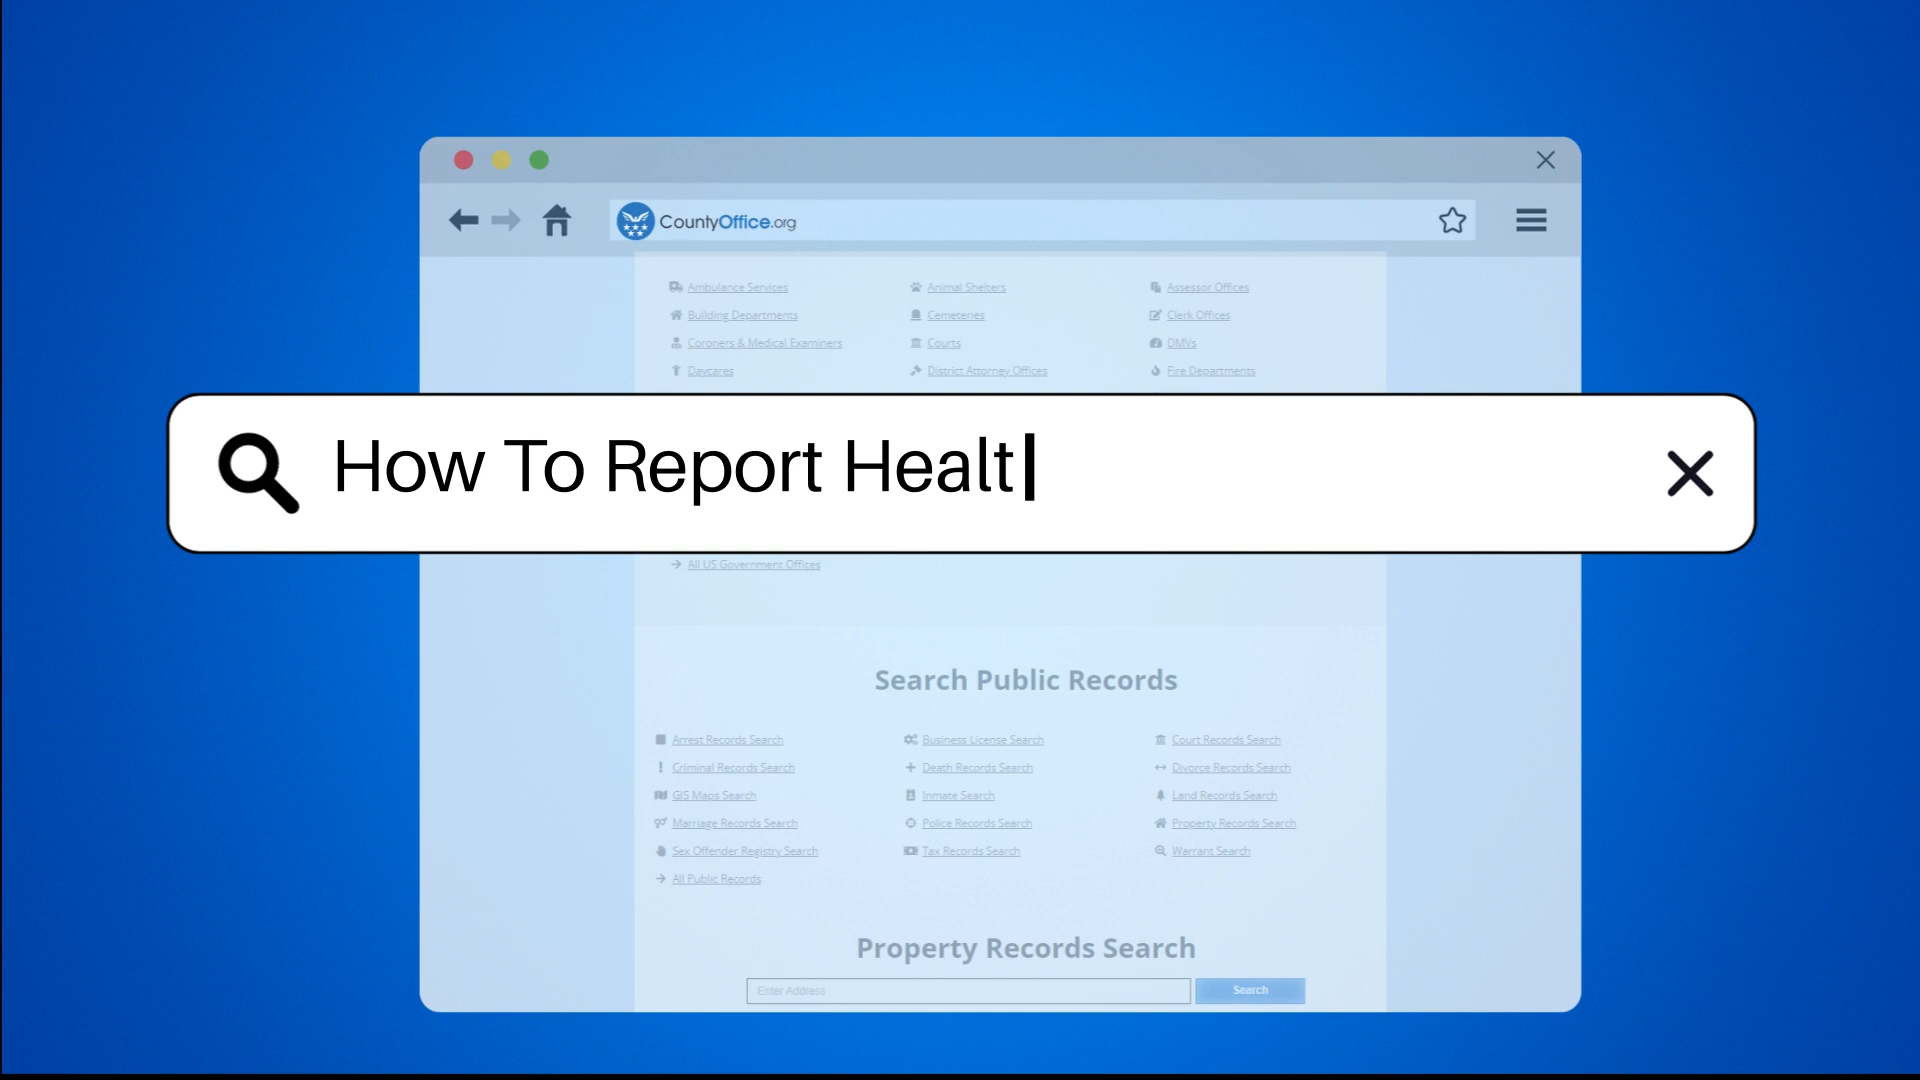 CountyOffice.org
Ambulance Services Animal Shelters Assessor Offices
Building Departments Cemeteries Clerk Offices
Coroners & Medical Examiners Courts DMVs
Daycares District Attorney Offices Fire Departments
How To Report Healt
All US Government Offices
Search Public Records
Arrest Records Search Business License Search Court Records Search
Criminal Records Search Death Records Search Divorce Records Search
GIS Maps Search Inmate Search Land Records Search
Marriage Records Search Police Records Search Property Records Search
Sex Offender Registry Search Tax Records Search Warrant Search
All Public Records
Property Records Search
Enter Address Search